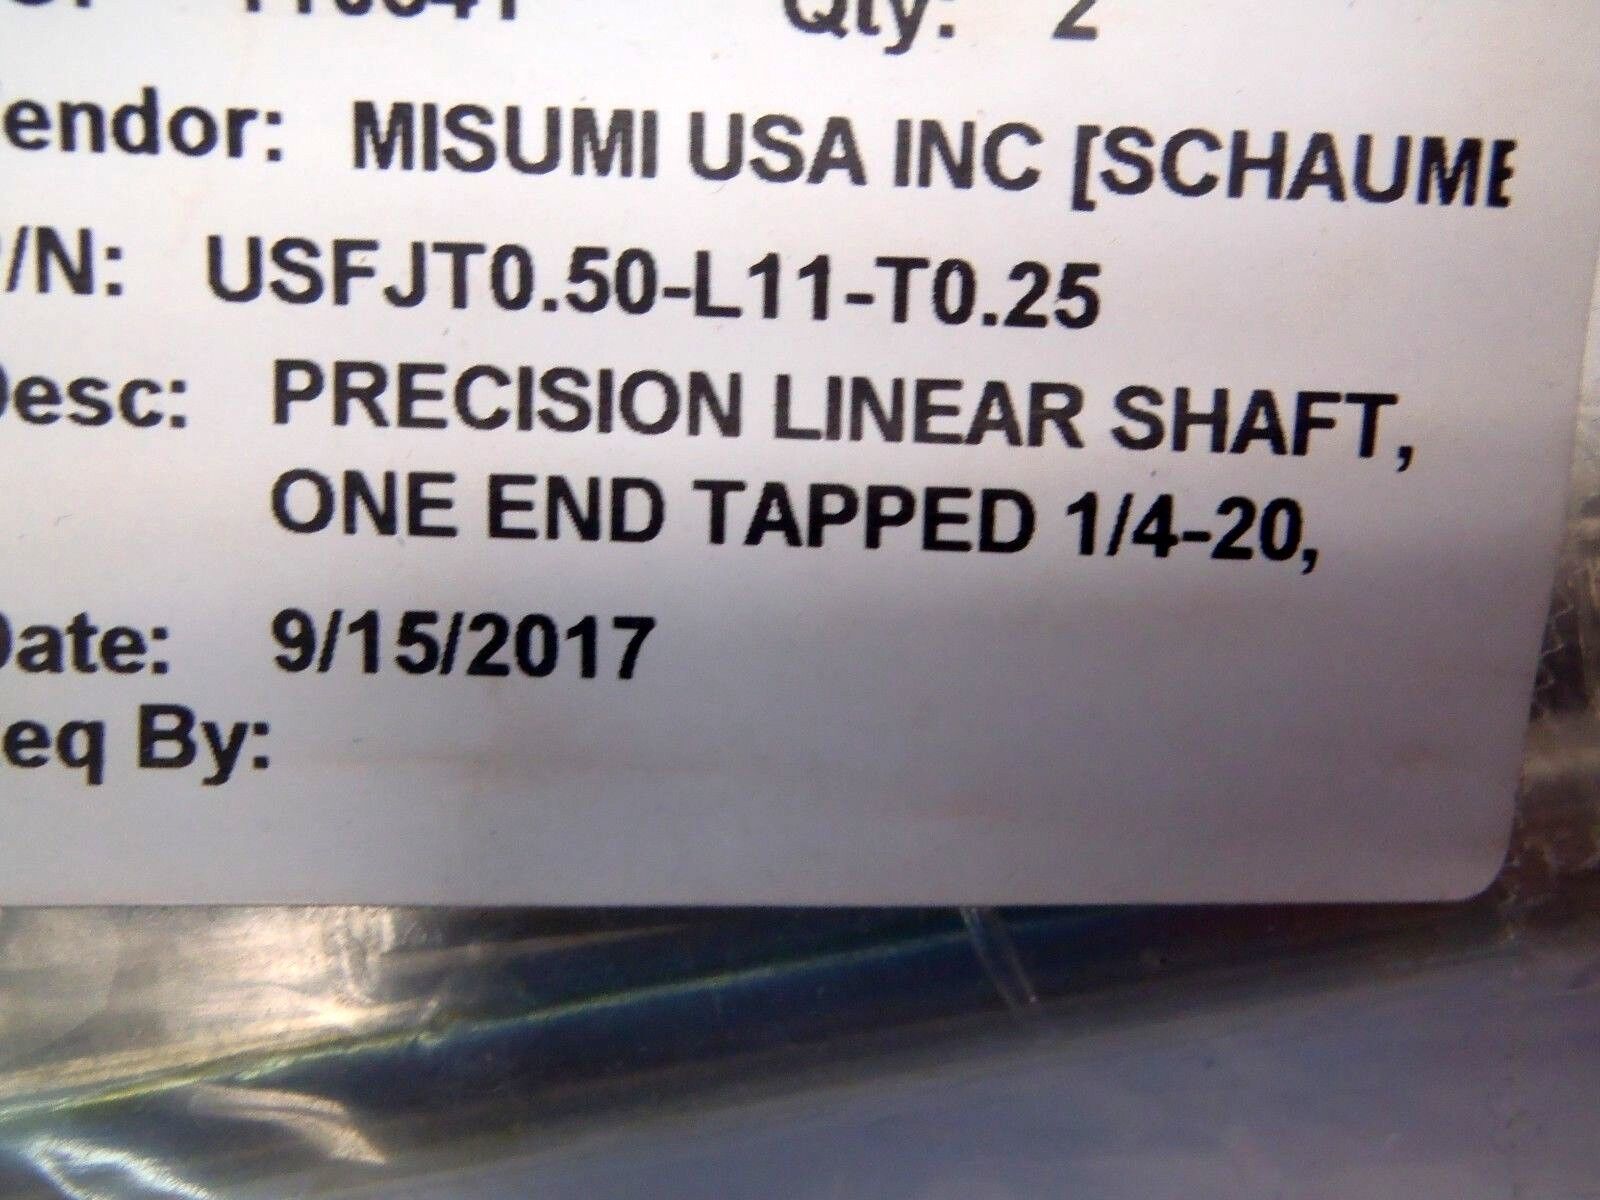 Qty: 2
endor: MISUMI USA INC [SCHAUME
/N: USFJT0.50-L11-T0.25
esc: PRECISION LINEAR SHAFT,
ONE END TAPPED 1/4-20,
ate: 9/15/2017
eq By: